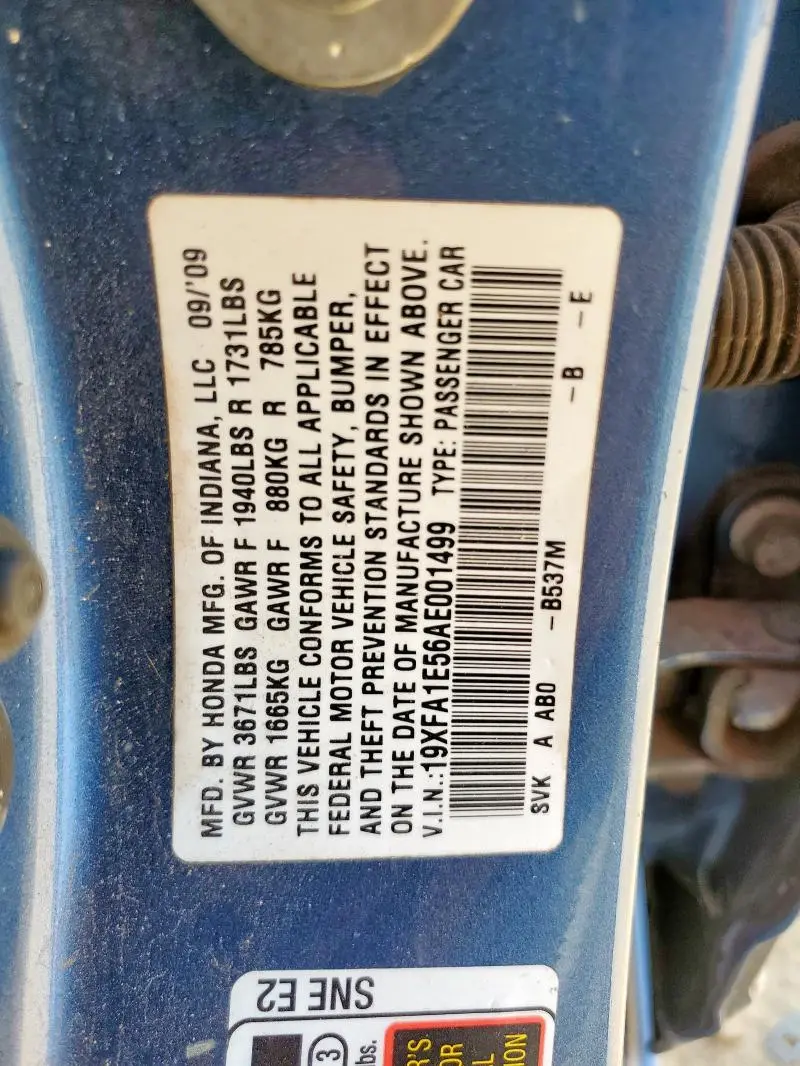 MFD. BY HONDA MFG. OF INDIANA, LLC 09/'09
GVWR 3671LBS GAWR F 1940LBS R 1731LBS
GVWR 1665KG GAWR F 880KG R 785KG
THIS VEHICLE CONFORMS TO ALL APPLICABLE
FEDERAL MOTOR VEHICLE SAFETY, BUMPER,
AND THEFT PREVENTION STANDARDS IN EFFECT
ON THE DATE OF MANUFACTURE SHOWN ABOVE.
V.I.N.:19XFA1E56AE001499 TYPE: PASSENGER CAR
SVK A AB0 -B537M -B -E
SNE E2
3
lbs.